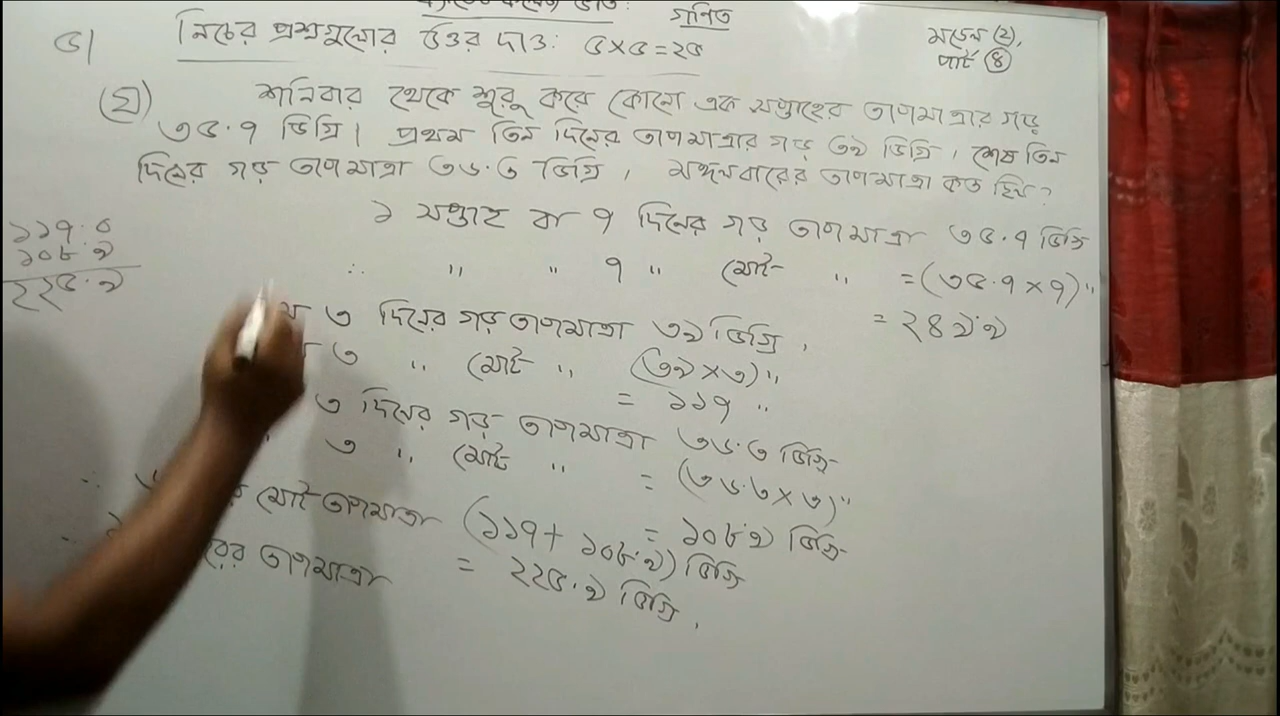 গণিত
মডেল (২),
পার্ট ৪
৫। নিচের প্রশ্নগুলোর উত্তর দাও: ৫×৫=২৫
(ঘ) শনিবার থেকে শুরু করে কোনো এক সপ্তাহের তাপমাত্রার গড়
৩৫.৭ ডিগ্রি। প্রথম তিন দিনের তাপমাত্রার গড় ৩৯ ডিগ্রি, শেষ তিন
দিনের গড় তাপমাত্রা ৩৬.৩ ডিগ্রি, মঙ্গলবারের তাপমাত্রা কত ছিল?
১ সপ্তাহ বা ৭ দিনের গড় তাপমাত্রা ৩৫.৭ ডিগ্রি
∴ " " ৭ " মোট " = (৩৫.৭×৭) "
= ২৪৯.৯
১১৭.০
১০৮.৯
২২৫.৯
৩ দিনের গড় তাপমাত্রা ৩৯ ডিগ্রি,
৩ " মোট " (৩৯×৩) "
= ১১৭ "
৩ দিনের গড় তাপমাত্রা ৩৬.৩ ডিগ্রি
৩ " মোট " = (৩৬.৩×৩) "
= ১০৮.৯ ডিগ্রি
∴ মোট তাপমাত্রা (১১৭+১০৮.৯) ডিগ্রি
= ২২৫.৯ ডিগ্রি,
তাপমাত্রা